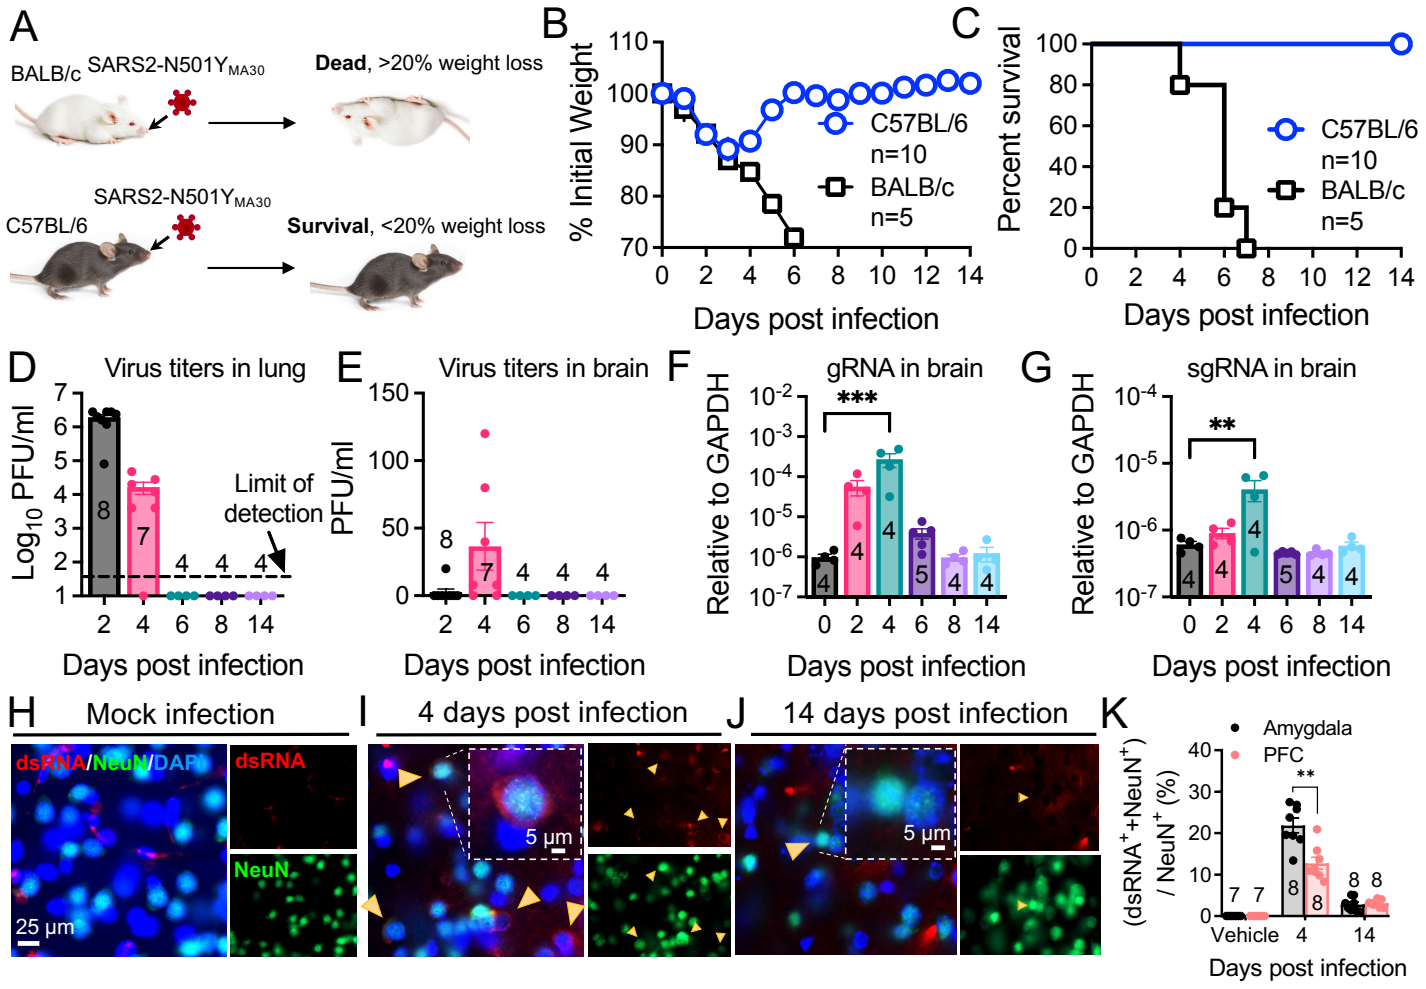 A
BALB/c
SARS2-N501YMA30
Dead, >20% weight loss
SARS2-N501YMA30
C57BL/6
Survival, <20% weight loss
B
% Initial Weight
110
100
90
80
70
0 2 4 6 8 10 12 14
Days post infection
C57BL/6
n=10
BALB/c
n=5
C
Percent survival
100
80
60
40
20
0
0 2 4 6 8 10 12 14
Days post infection
C57BL/6
n=10
BALB/c
n=5
D
Virus titers in lung
Log10 PFU/ml
7
6
5
4
3
2
1
8 7 4 4 4
Limit of
detection
2 4 6 8 14
Days post infection
E
Virus titers in brain
PFU/ml
150
100
50
0
8 7 4 4 4
2 4 6 8 14
Days post infection
F
gRNA in brain
Relative to GAPDH
10-2
10-3
10-4
10-5
10-6
10-7
***
4 4 4 5 4 4
0 2 4 6 8 14
Days post infection
G
sgRNA in brain
Relative to GAPDH
10-4
10-5
10-6
10-7
**
4 4 4 5 4 4
0 2 4 6 8 14
Days post infection
H
Mock infection
dsRNA/NeuN/DAPI
dsRNA
NeuN
25 µm
I
4 days post infection
5 µm
J
14 days post infection
5 µm
K
Amygdala
PFC
(dsRNA++NeuN+)
/ NeuN+ (%)
40
30
20
10
0
**
7 7 8 8 8 8
Vehicle 4 14
Days post infection